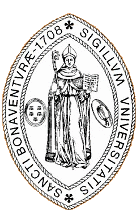 SIGILLVM VNIVERSITATIS
SANCTI BONAVENTVRÆ·1708